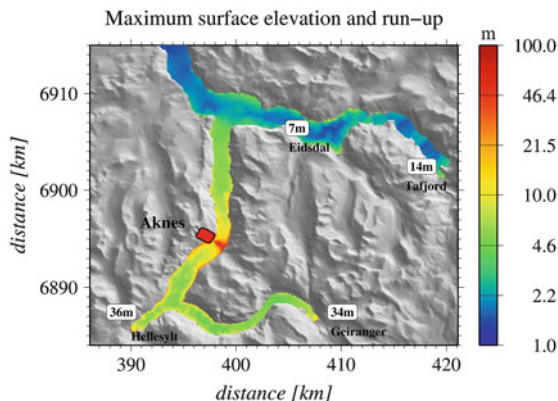 Maximum surface elevation and run−up
m
100.0
46.4
21.5
10.0
4.6
2.2
1.0
6910
6900
6890
distance [km]
7m
Eidsdal
14m
Tafjord
Åknes
36m
Hellesylt
34m
Geiranger
390
400
410
420
distance [km]